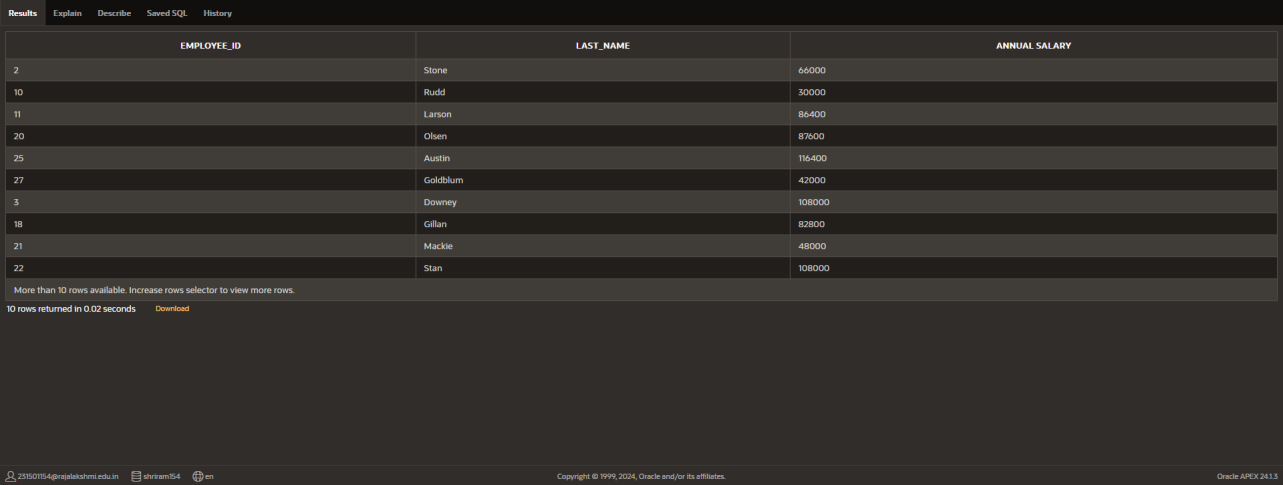 Results Explain Describe Saved SQL History
EMPLOYEE_ID LAST_NAME ANNUAL SALARY
2 Stone 66000
10 Rudd 30000
11 Larson 86400
20 Olsen 87600
25 Austin 116400
27 Goldblum 42000
3 Downey 108000
18 Gillan 82800
21 Mackie 48000
22 Stan 108000
More than 10 rows available. Increase rows selector to view more rows.
10 rows returned in 0.02 seconds Download
231501154@rajalakshmi.edu.in shriram154 en Copyright © 1999, 2024, Oracle and/or its affiliates. Oracle APEX 24.1.3